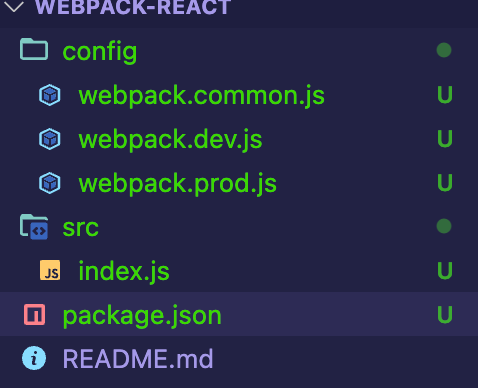 WEBPACK-REACT
config
webpack.common.js U
webpack.dev.js U
webpack.prod.js U
src
JS index.js U
package.json U
README.md